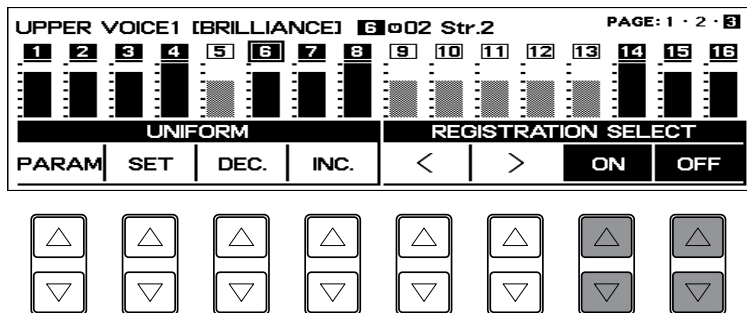 UPPER VOICE1 [BRILLIANCE] 6 02 Str.2 PAGE: 1 · 2 · 3
1 2 3 4 5 6 7 8 9 10 11 12 13 14 15 16
UNIFORM REGISTRATION SELECT
PARAM SET DEC. INC. < > ON OFF